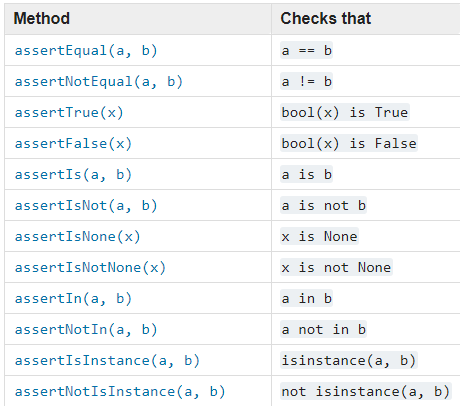 Method Checks that
assertEqual(a, b) a == b
assertNotEqual(a, b) a != b
assertTrue(x) bool(x) is True
assertFalse(x) bool(x) is False
assertIs(a, b) a is b
assertIsNot(a, b) a is not b
assertIsNone(x) x is None
assertIsNotNone(x) x is not None
assertIn(a, b) a in b
assertNotIn(a, b) a not in b
assertIsInstance(a, b) isinstance(a, b)
assertNotIsInstance(a, b) not isinstance(a, b)